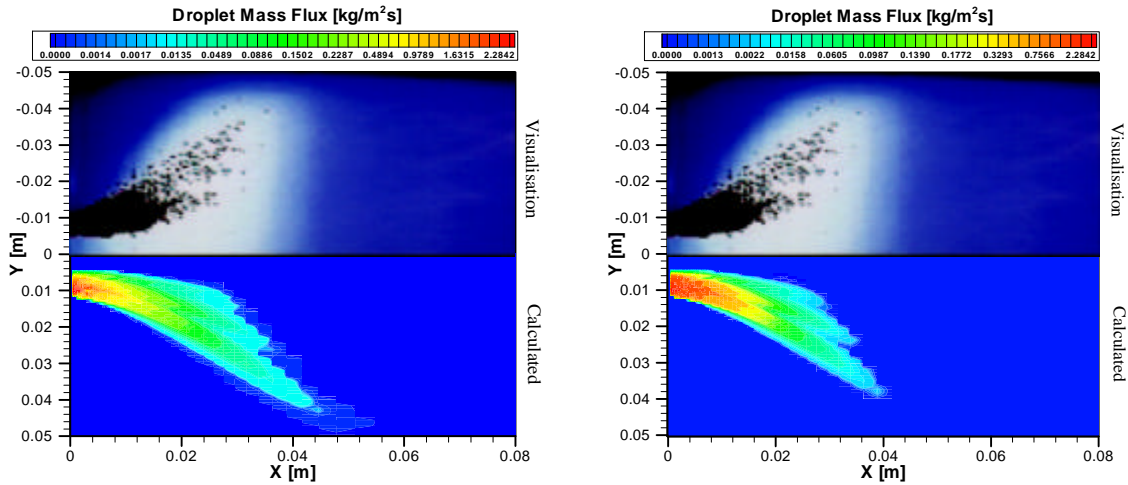 Droplet Mass Flux [kg/m²s]
0.0000 0.0014 0.0017 0.0135 0.0489 0.0886 0.1502 0.2287 0.4894 0.9789 1.6315 2.2842
-0.05
-0.04
-0.03
-0.02
-0.01
0
0.01
0.02
0.03
0.04
0.05
Y [m]
Visualisation
Calculated
0 0.02 0.04 0.06 0.08
X [m]
Droplet Mass Flux [kg/m²s]
0.0000 0.0013 0.0022 0.0158 0.0605 0.0987 0.1390 0.1772 0.3293 0.7566 2.2842
-0.05
-0.04
-0.03
-0.02
-0.01
0
0.01
0.02
0.03
0.04
0.05
Y [m]
Visualisation
Calculated
0 0.02 0.04 0.06 0.08
X [m]